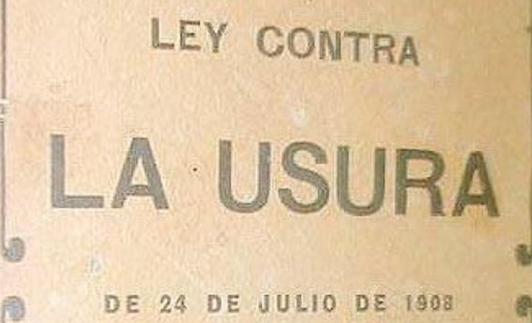 LEY CONTRA
LA USURA
DE 24 DE JULIO DE 1908